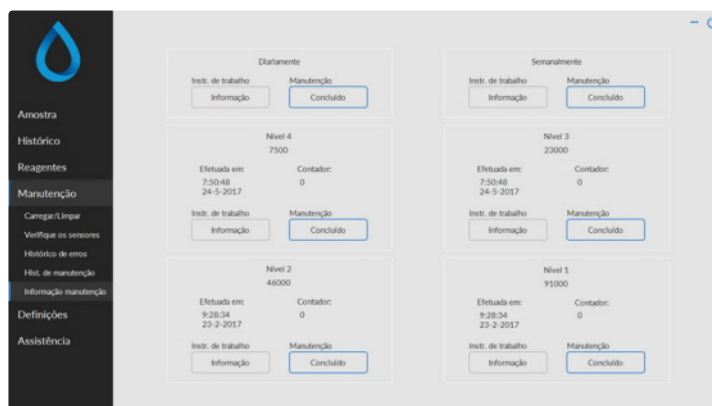 Amostra
Histórico
Reagentes
Manutenção
Carregar/Limpar
Verifique os sensores
Histórico de erros
Hist. de manutenção
Informação manutenção
Definições
Assistência
Diariamente
Instr. de trabalho Manutenção
Informação Concluído
Semanalmente
Instr. de trabalho Manutenção
Informação Concluído
Nível 4
7500
Efetuada em: Contador:
7:50:48 0
24-5-2017
Instr. de trabalho Manutenção
Informação Concluído
Nível 3
23000
Efetuada em: Contador:
7:50:48 0
24-5-2017
Instr. de trabalho Manutenção
Informação Concluído
Nível 2
46000
Efetuada em: Contador:
9:28:34 0
23-2-2017
Instr. de trabalho Manutenção
Informação Concluído
Nível 1
91000
Efetuada em: Contador:
9:28:34 0
23-2-2017
Instr. de trabalho Manutenção
Informação Concluído